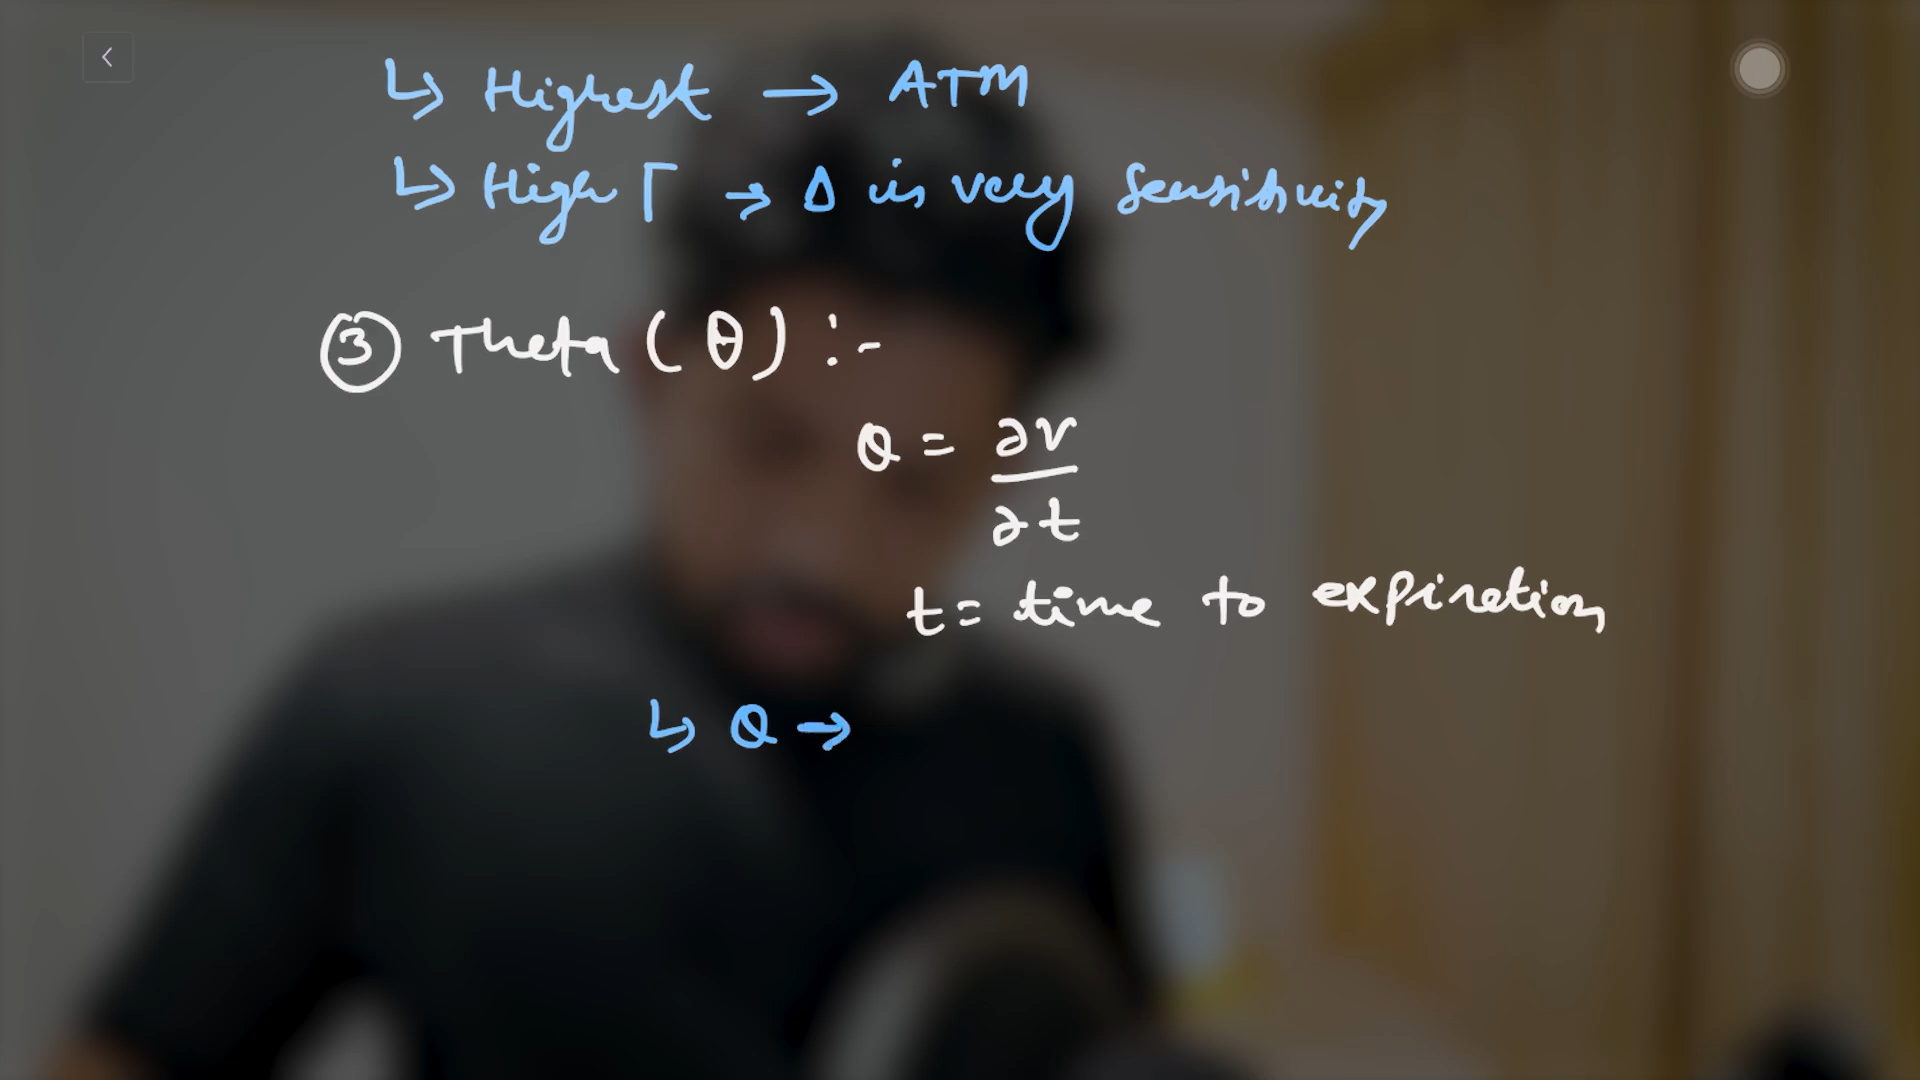 ↳ Highest → ATM
↳ High Γ → Δ is very sensitivity
③ Theta (θ) :-
θ = ∂v
∂t
t = time to expiration
↳ θ →